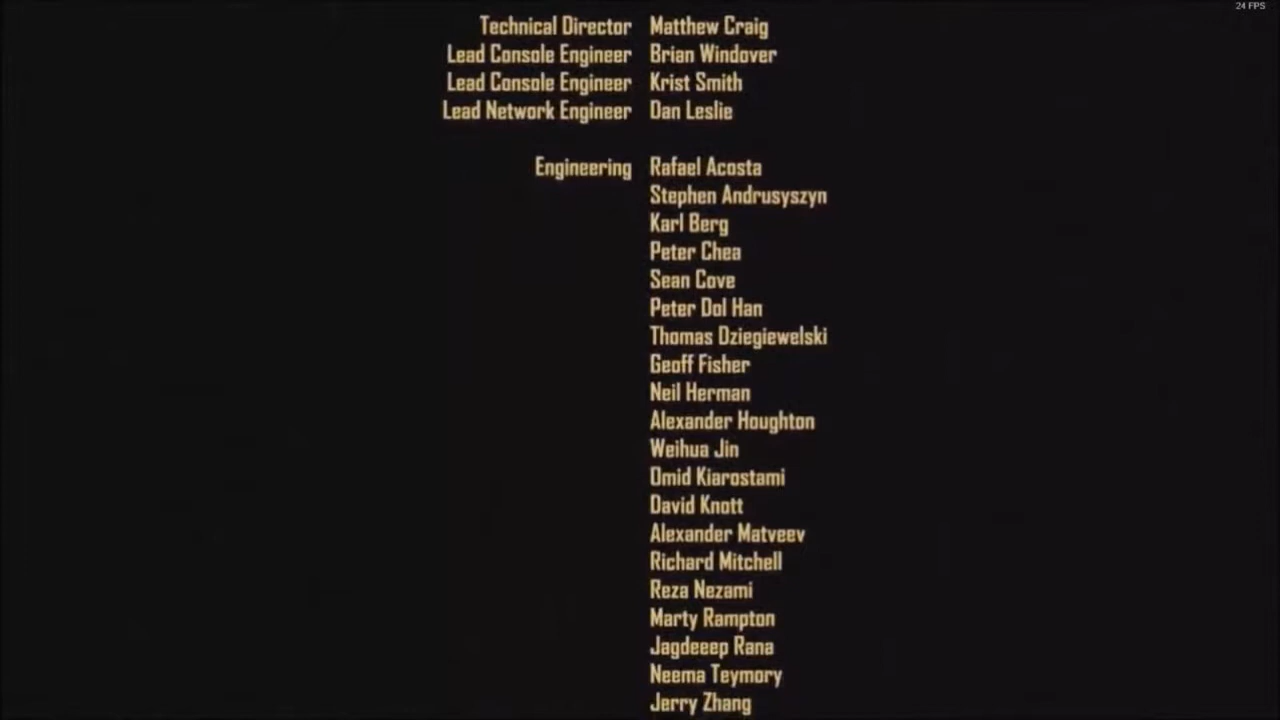 24 FPS
Technical Director Matthew Craig
Lead Console Engineer Brian Windover
Lead Console Engineer Krist Smith
Lead Network Engineer Dan Leslie
Engineering Rafael Acosta
Stephen Andrusyszyn
Karl Berg
Peter Chea
Sean Cove
Peter Dol Han
Thomas Dziegiewelski
Geoff Fisher
Neil Herman
Alexander Houghton
Weihua Jin
Omid Kiarostami
David Knott
Alexander Matveev
Richard Mitchell
Reza Nezami
Marty Rampton
Jagdeeep Rana
Neema Teymory
Jerry Zhang